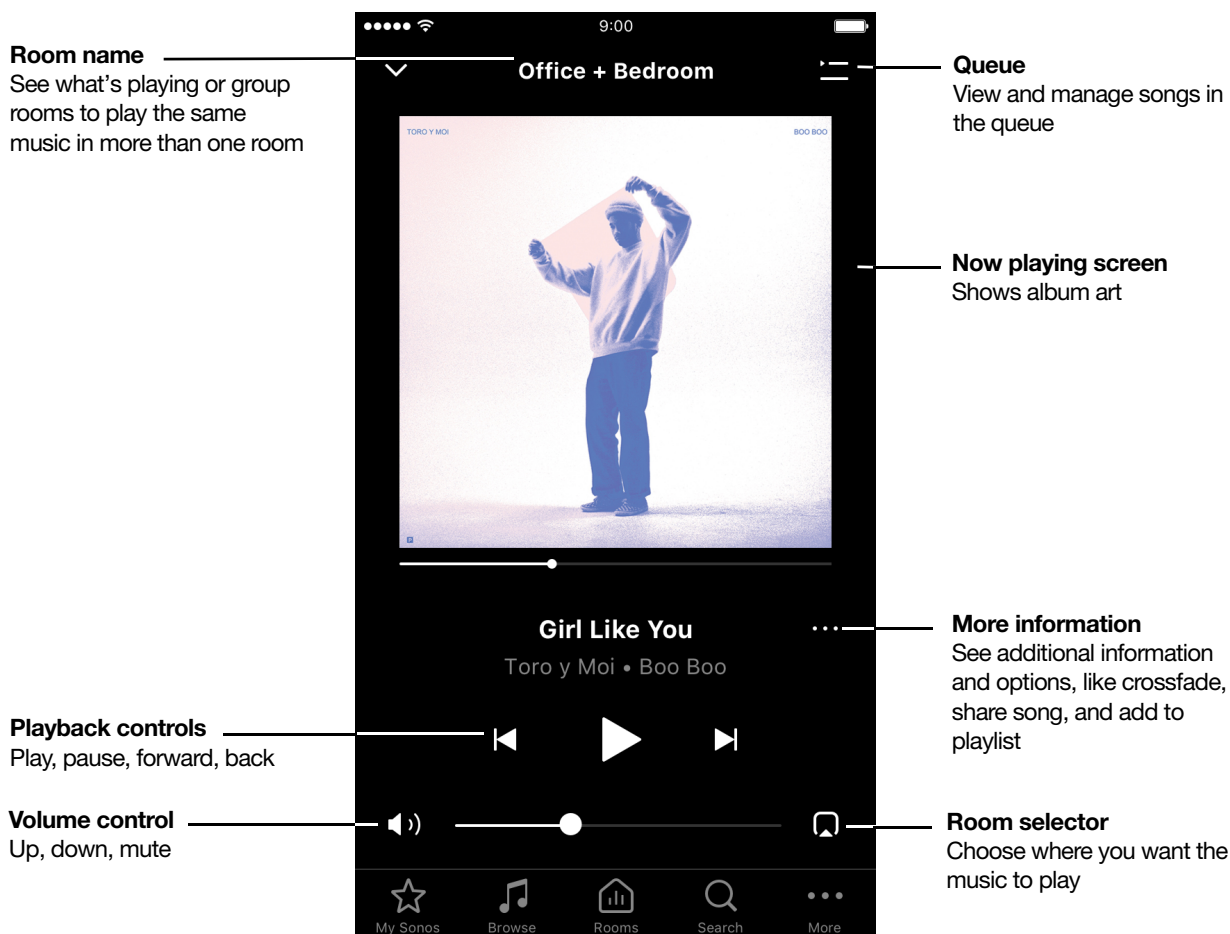 9:00
Room name
See what's playing or group
rooms to play the same
music in more than one room
Office + Bedroom
Queue
View and manage songs in
the queue
TORO Y MOI
BOO BOO
Now playing screen
Shows album art
Girl Like You
Toro y Moi • Boo Boo
More information
See additional information
and options, like crossfade,
share song, and add to
playlist
Playback controls
Play, pause, forward, back
Volume control
Up, down, mute
Room selector
Choose where you want the
music to play
My Sonos
Browse
Rooms
Search
More